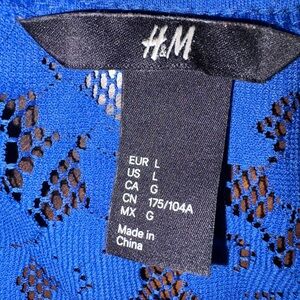 H&M
EUR L
US L
CA G
CN 175/104A
MX G
Made in
China